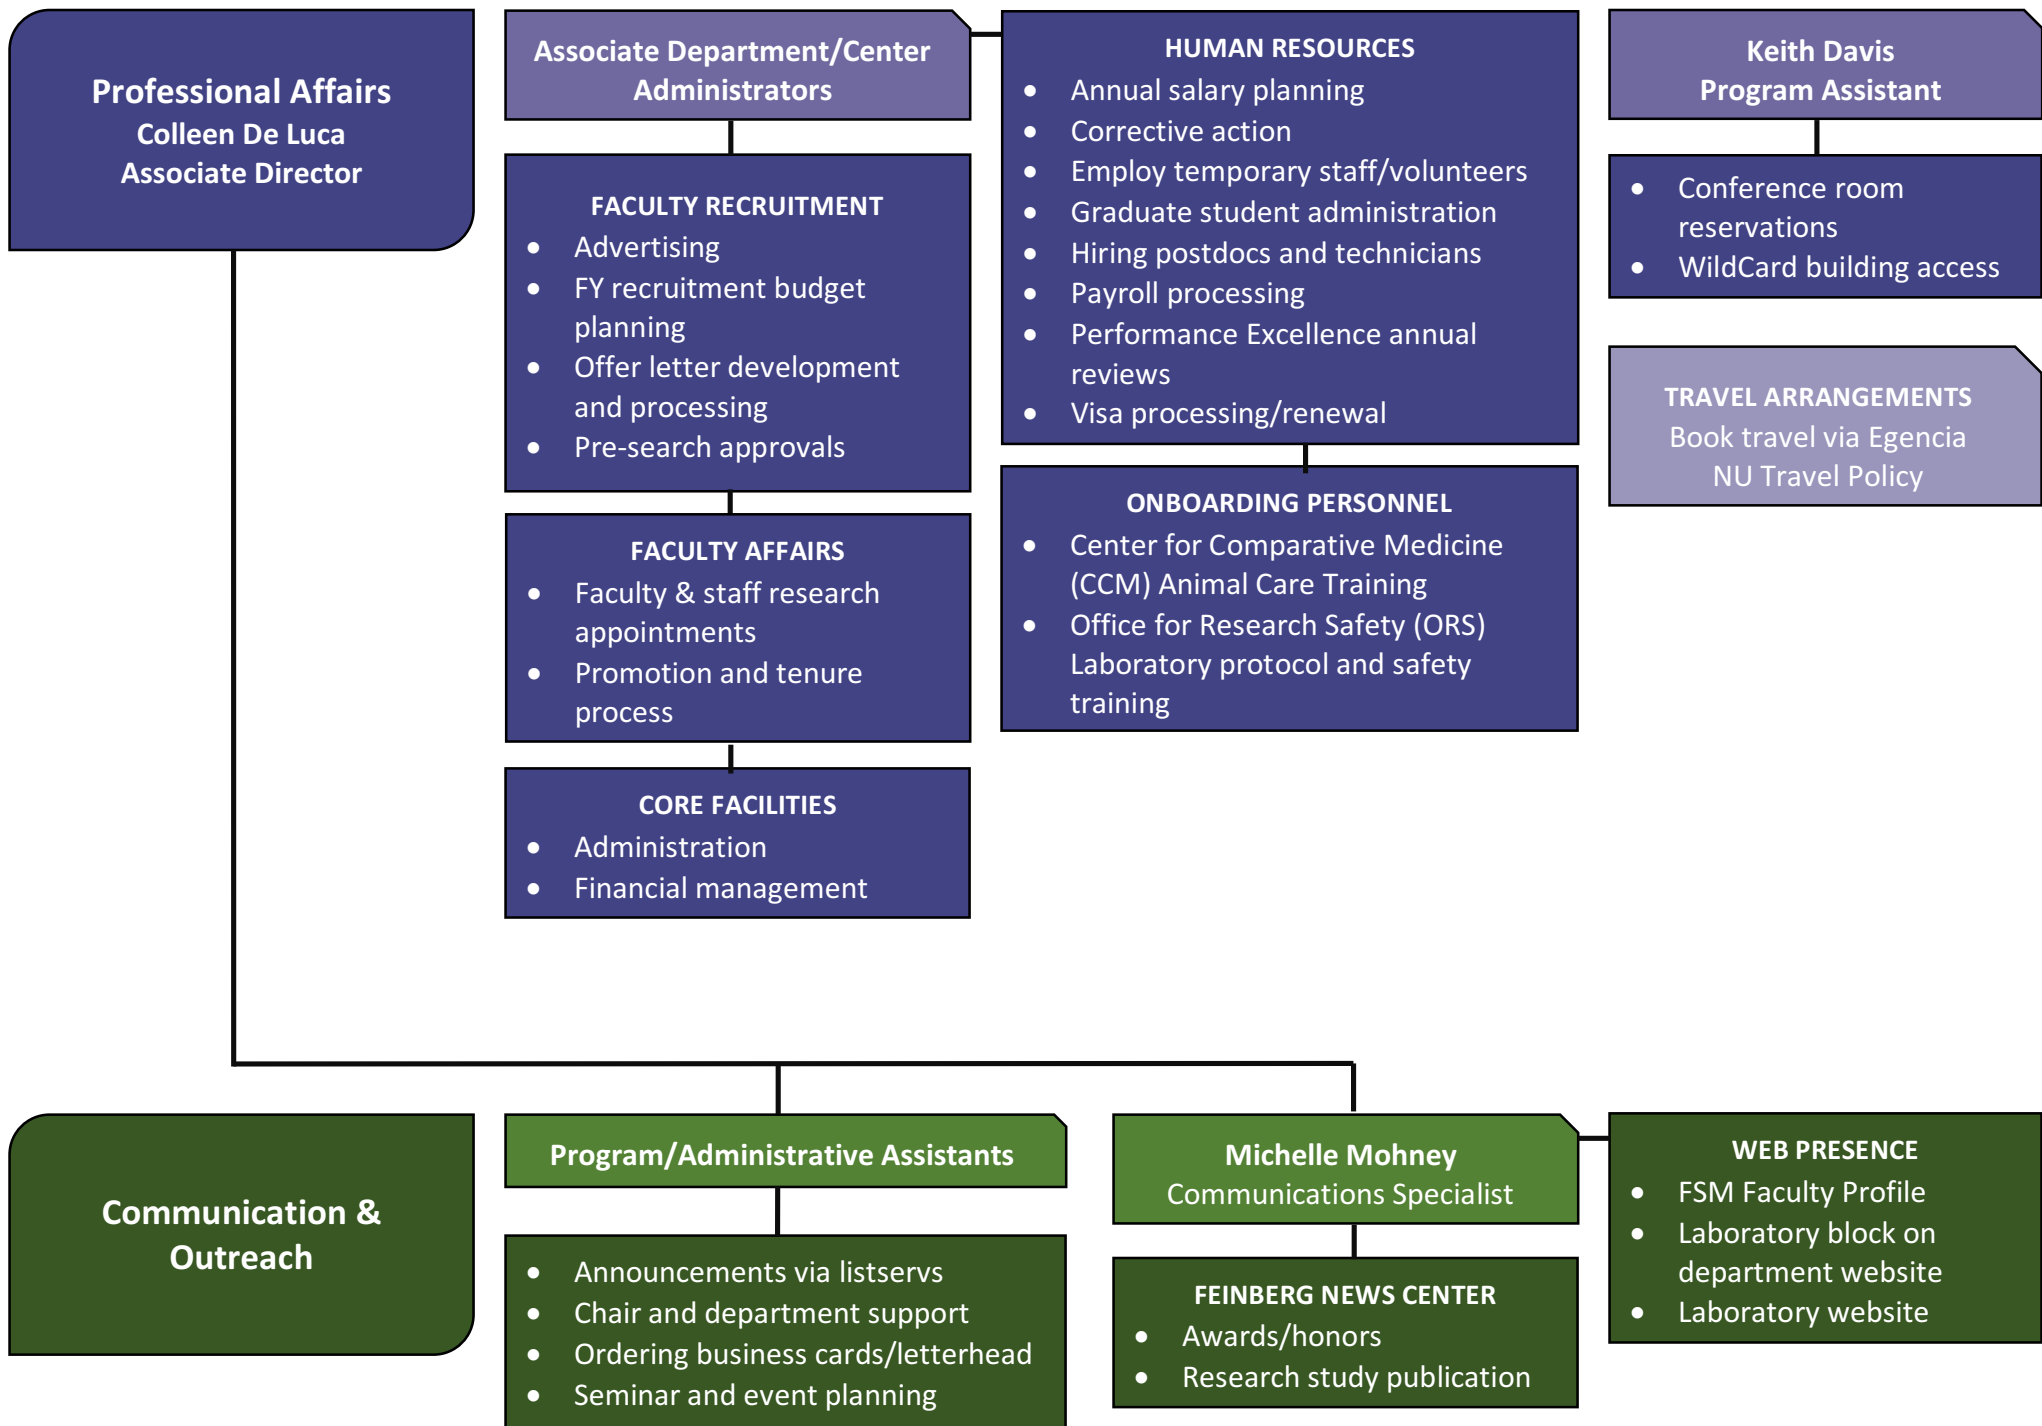 Professional Affairs
Colleen De Luca
Associate Director
Associate Department/Center
Administrators
FACULTY RECRUITMENT
• Advertising
• FY recruitment budget
planning
• Offer letter development
and processing
• Pre-search approvals
FACULTY AFFAIRS
• Faculty & staff research
appointments
• Promotion and tenure
process
CORE FACILITIES
• Administration
• Financial management
HUMAN RESOURCES
• Annual salary planning
• Corrective action
• Employ temporary staff/volunteers
• Graduate student administration
• Hiring postdocs and technicians
• Payroll processing
• Performance Excellence annual
reviews
• Visa processing/renewal
ONBOARDING PERSONNEL
• Center for Comparative Medicine
(CCM) Animal Care Training
• Office for Research Safety (ORS)
Laboratory protocol and safety
training
Keith Davis
Program Assistant
• Conference room
reservations
• WildCard building access
TRAVEL ARRANGEMENTS
Book travel via Egencia
NU Travel Policy
Communication &
Outreach
Program/Administrative Assistants
• Announcements via listservs
• Chair and department support
• Ordering business cards/letterhead
• Seminar and event planning
Michelle Mohney
Communications Specialist
FEINBERG NEWS CENTER
• Awards/honors
• Research study publication
WEB PRESENCE
• FSM Faculty Profile
• Laboratory block on
department website
• Laboratory website